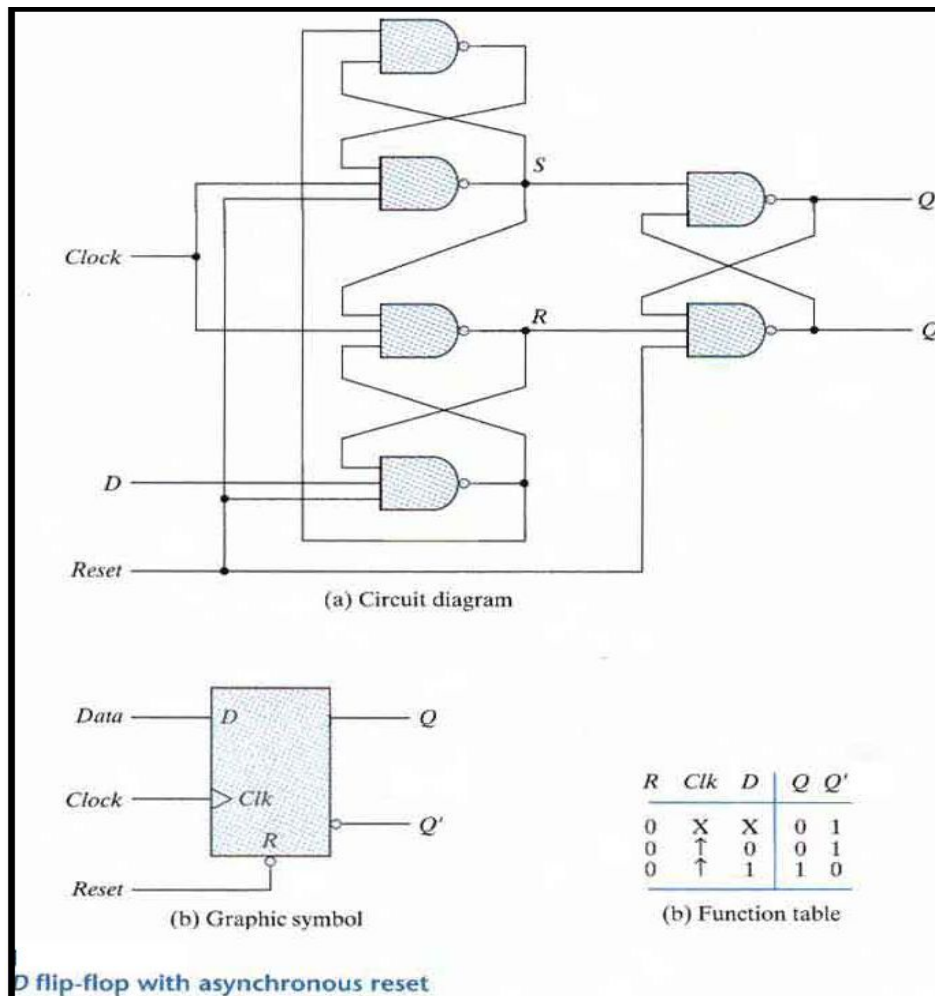 S
Q
Clock
R
Q
D
Reset
(a) Circuit diagram
Data
D
Q
Clock
Clk
Q'
R
Reset
(b) Graphic symbol
R Clk D Q Q'
0 X X 0 1
0 ↑ 0 0 1
0 ↑ 1 1 0
(b) Function table
D flip-flop with asynchronous reset